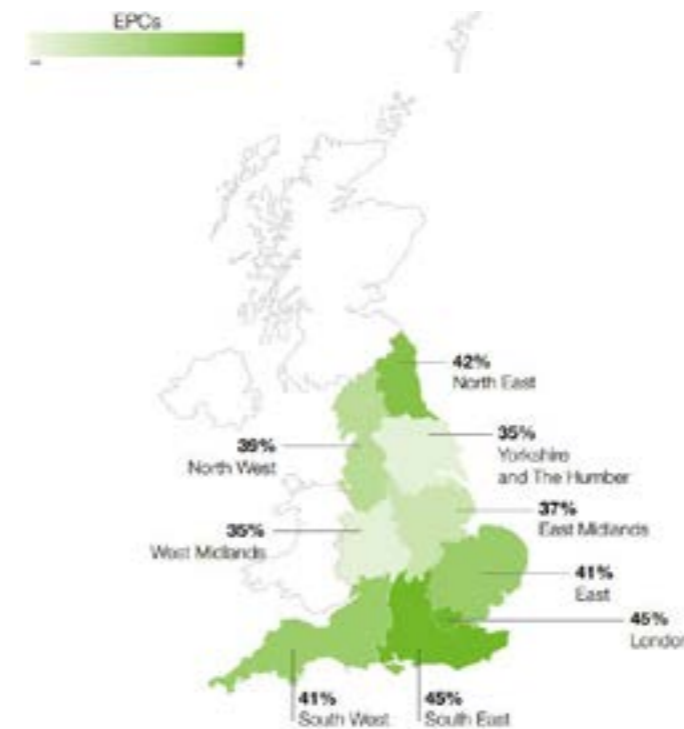 EPCs
–
+
42%
North East
39%
North West
35%
Yorkshire
and The Humber
37%
East Midlands
35%
West Midlands
41%
East
45%
London
41%
South West
45%
South East